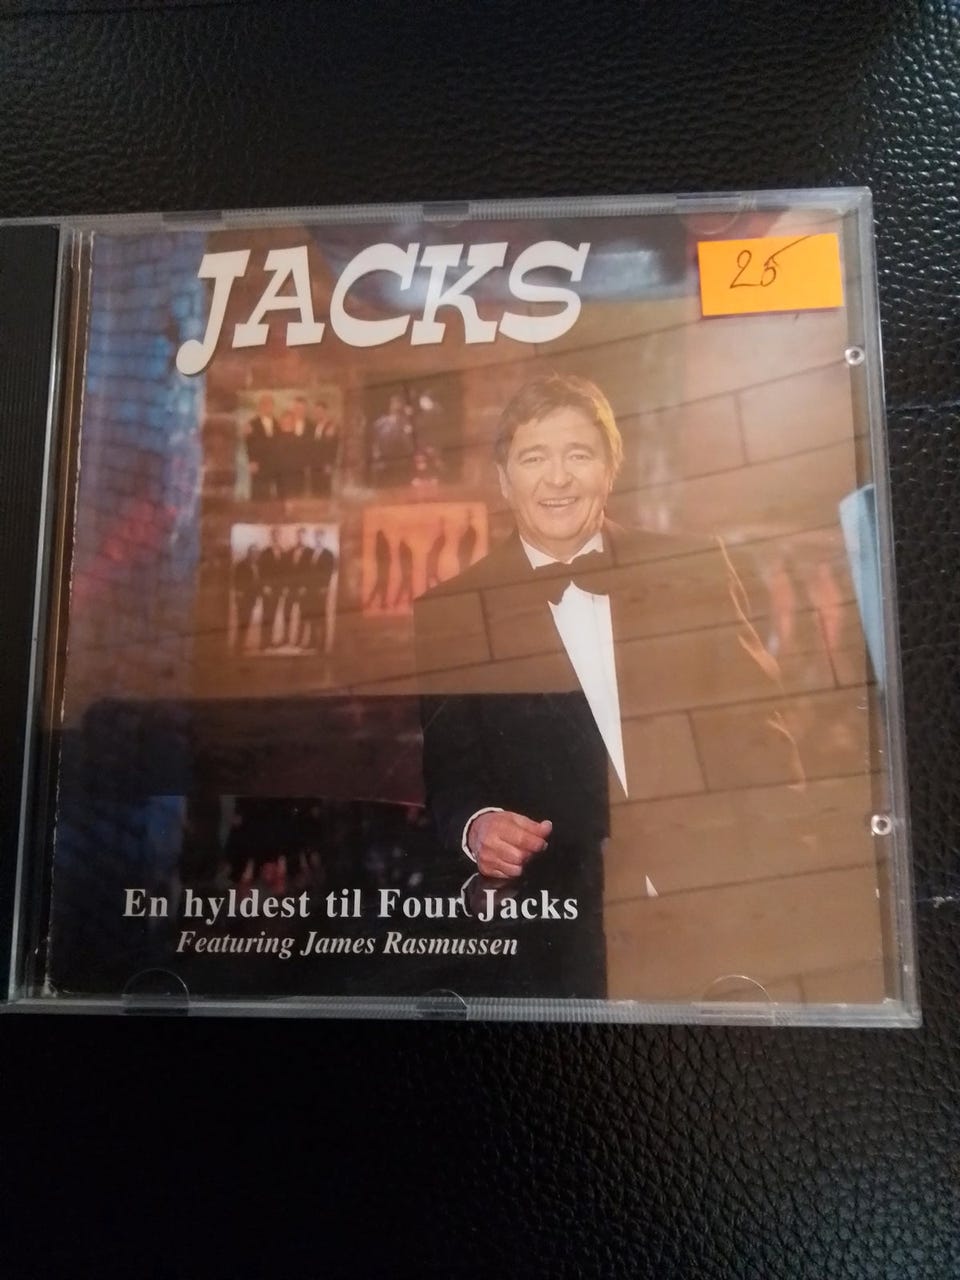 JACKS
25
En hyldest til Four Jacks
Featuring James Rasmussen